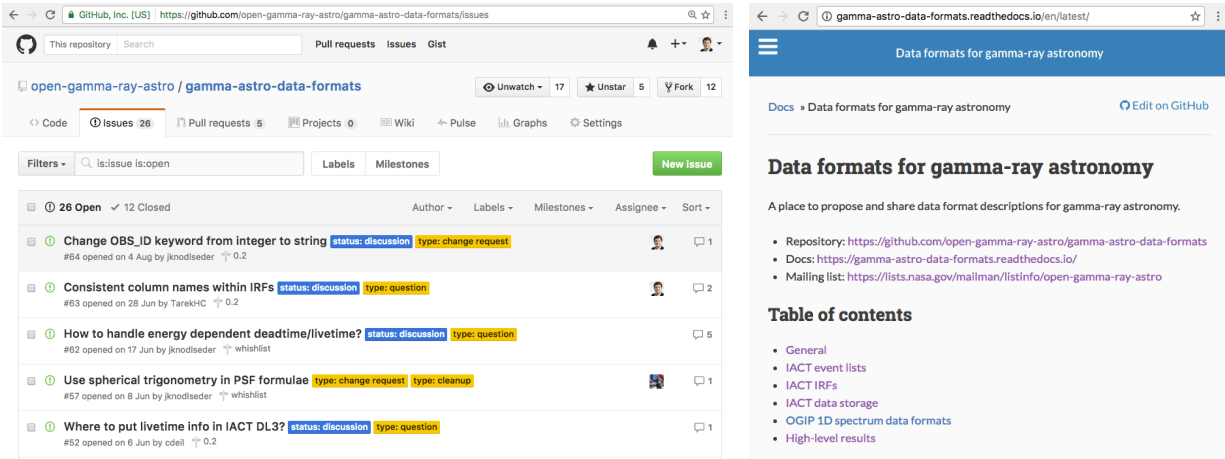 GitHub, Inc. [US] https://github.com/open-gamma-ray-astro/gamma-astro-data-formats/issues
This repository Search Pull requests Issues Gist
open-gamma-ray-astro / gamma-astro-data-formats Unwatch 17 Unstar 5 Fork 12
Code Issues 26 Pull requests 5 Projects 0 Wiki Pulse Graphs Settings
Filters is:issue is:open Labels Milestones New issue
26 Open 12 Closed Author Labels Milestones Assignee Sort
Change OBS_ID keyword from integer to string status: discussion type: change request 1
#64 opened on 4 Aug by jknodlseder 0.2
Consistent column names within IRFs status: discussion type: question 2
#63 opened on 28 Jun by TarekHC 0.2
How to handle energy dependent deadtime/livetime? status: discussion type: question 5
#62 opened on 17 Jun by jknodlseder whishlist
Use spherical trigonometry in PSF formulae type: change request type: cleanup 1
#57 opened on 8 Jun by jknodlseder whishlist
Where to put livetime info in IACT DL3? status: discussion type: question 1
#52 opened on 6 Jun by cdeil 0.2
gamma-astro-data-formats.readthedocs.io/en/latest/
Data formats for gamma-ray astronomy
Docs » Data formats for gamma-ray astronomy Edit on GitHub
Data formats for gamma-ray astronomy
A place to propose and share data format descriptions for gamma-ray astronomy.
• Repository: https://github.com/open-gamma-ray-astro/gamma-astro-data-formats
• Docs: https://gamma-astro-data-formats.readthedocs.io/
• Mailing list: https://lists.nasa.gov/mailman/listinfo/open-gamma-ray-astro
Table of contents
• General
• IACT event lists
• IACT IRFs
• IACT data storage
• OGIP 1D spectrum data formats
• High-level results